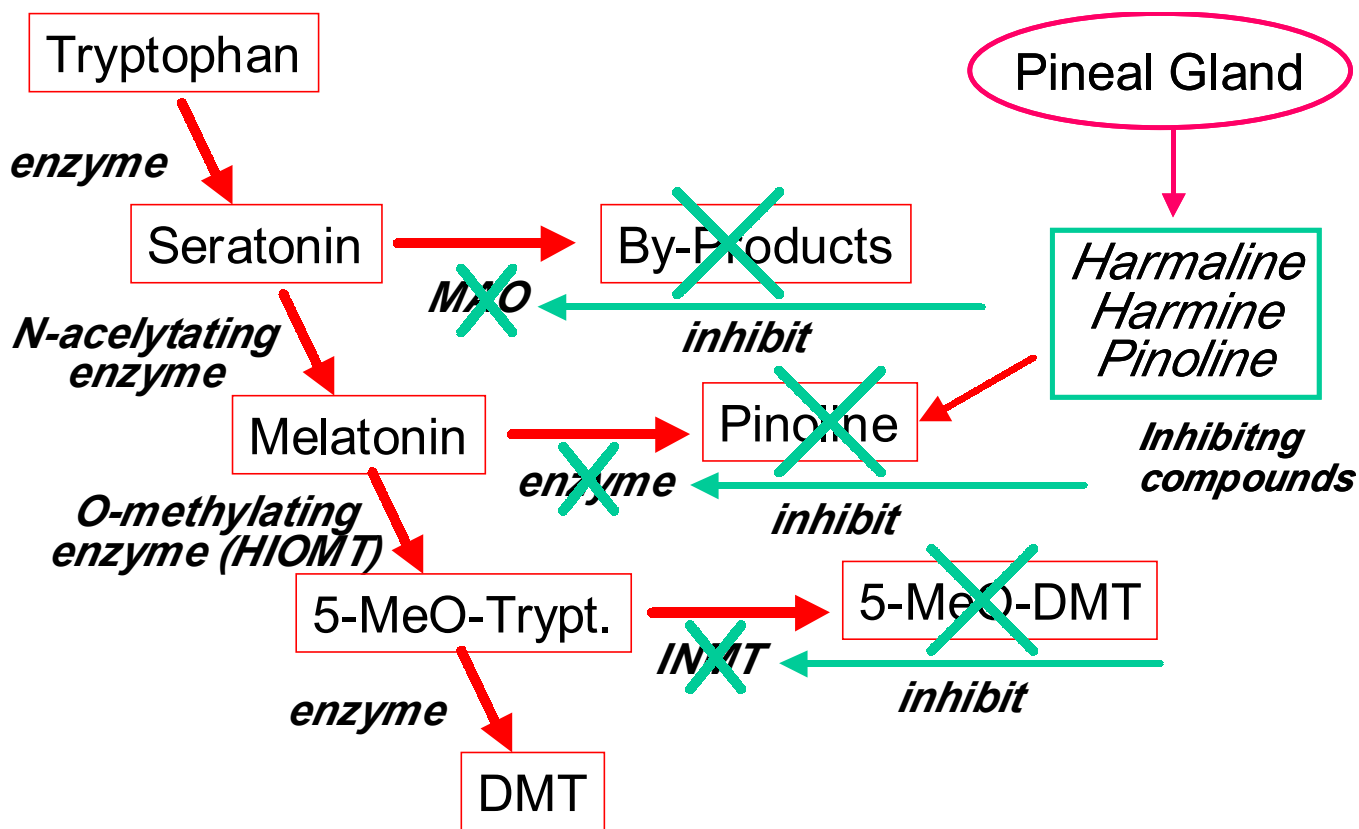 Tryptophan
Pineal Gland
enzyme
Seratonin
By-Products
Harmaline
Harmine
Pinoline
MAO
inhibit
N-acelytating
enzyme
Melatonin
Pinoline
Inhibitng
compounds
enzyme
inhibit
O-methylating
enzyme (HIOMT)
5-MeO-Trypt.
5-MeO-DMT
INMT
inhibit
enzyme
DMT